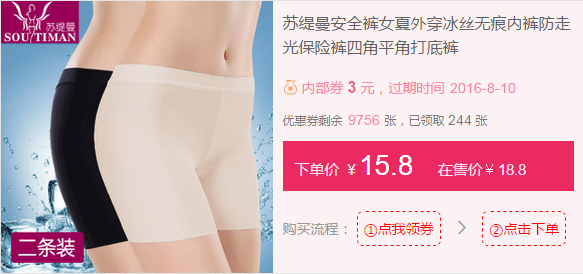 苏缇曼
SOUTIMAN
二条装
苏缇曼安全裤女夏外穿冰丝无痕内裤防走
光保险裤四角平角打底裤
内部券 3 元，过期时间 2016-8-10
优惠券剩余 9756 张，已领取 244 张
下单价 ¥ 15.8 在售价 ¥ 18.8
购买流程： ①点我领券 > ②点击下单